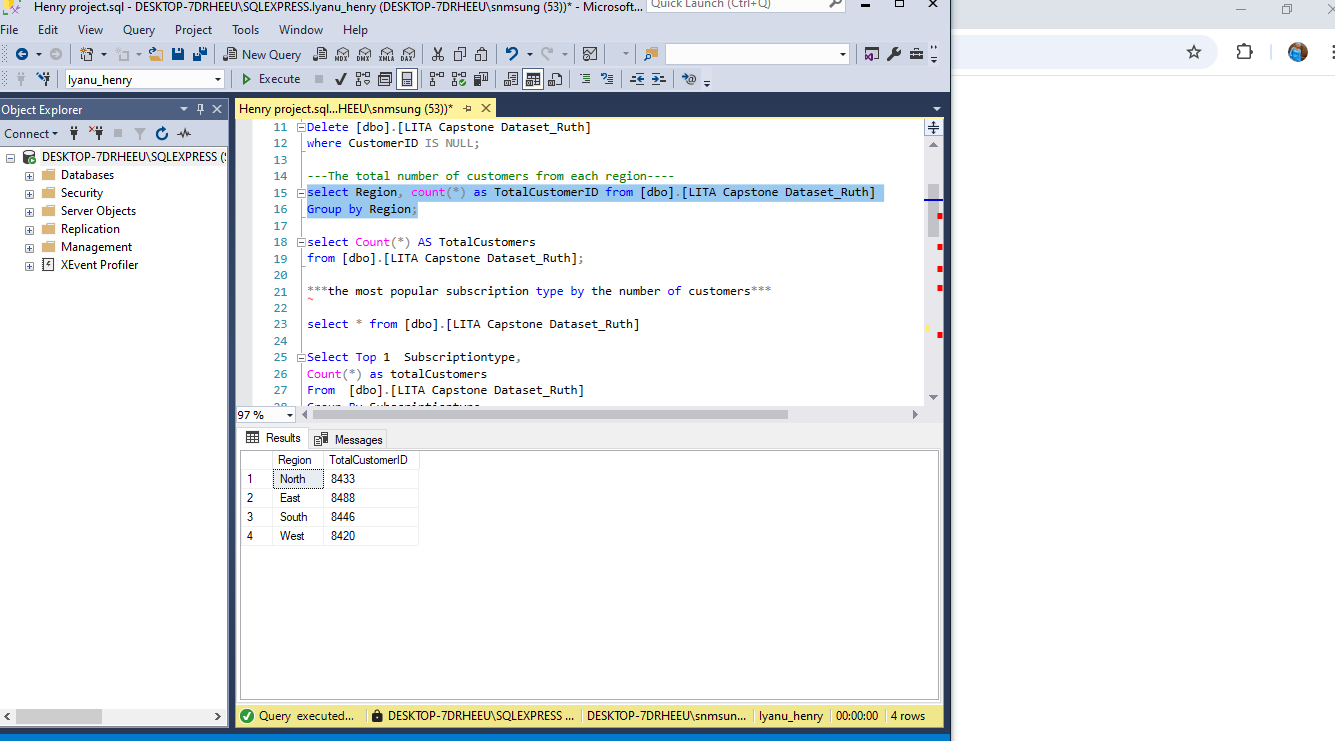 Henry project.sql - DESKTOP-7DRHEEU\SQLEXPRESS.lyanu_henry (DESKTOP-7DRHEEU\snmsung (53))* - Microsoft...
Quick Launch (Ctrl+Q)
File Edit View Query Project Tools Window Help
New Query MDX DMX XMLA DAX
lyanu_henry Execute
Object Explorer
Henry project.sql...HEEU\snmsung (53))*
Connect
DESKTOP-7DRHEEU\SQLEXPRESS (
Databases
Security
Server Objects
Replication
Management
XEvent Profiler
11 Delete [dbo].[LITA Capstone Dataset_Ruth]
12 where CustomerID IS NULL;
13
14 ---The total number of customers from each region----
15 select Region, count(*) as TotalCustomerID from [dbo].[LITA Capstone Dataset_Ruth]
16 Group by Region;
17
18 select Count(*) AS TotalCustomers
19 from [dbo].[LITA Capstone Dataset_Ruth];
20
21 ***the most popular subscription type by the number of customers***
22
23 select * from [dbo].[LITA Capstone Dataset_Ruth]
24
25 Select Top 1 Subscriptiontype,
26 Count(*) as totalCustomers
27 From [dbo].[LITA Capstone Dataset_Ruth]
28 Group By Subscriptiontype
97 %
Results Messages
Region TotalCustomerID
1 North 8433
2 East 8488
3 South 8446
4 West 8420
Query executed... DESKTOP-7DRHEEU\SQLEXPRESS ... DESKTOP-7DRHEEU\snmsun... lyanu_henry 00:00:00 4 rows